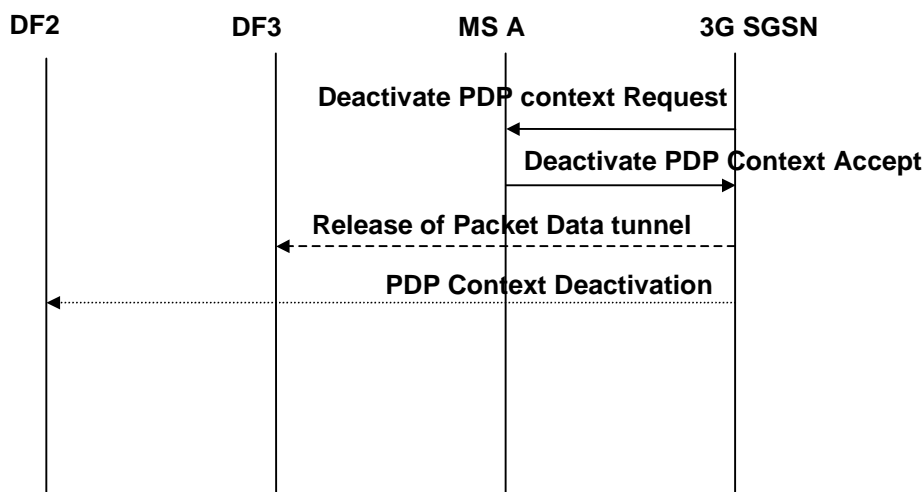 DF2 DF3 MS A 3G SGSN
Deactivate PDP context Request
Deactivate PDP Context Accept
Release of Packet Data tunnel
PDP Context Deactivation